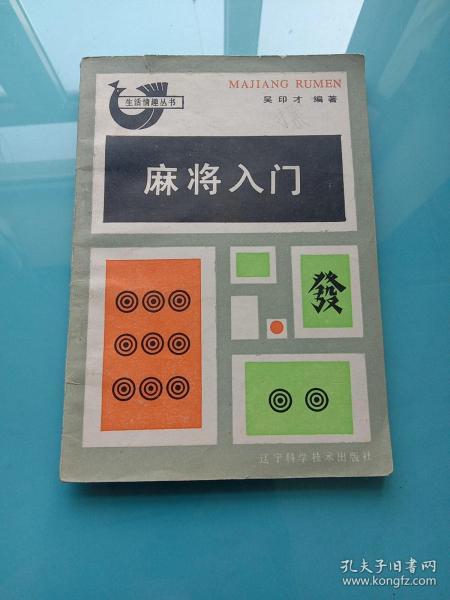 生活情趣丛书
MAJIANG RUMEN
吴印才 编著
麻将入门
發
辽宁科学技术出版社
孔夫子旧书网
www.kongfz.com